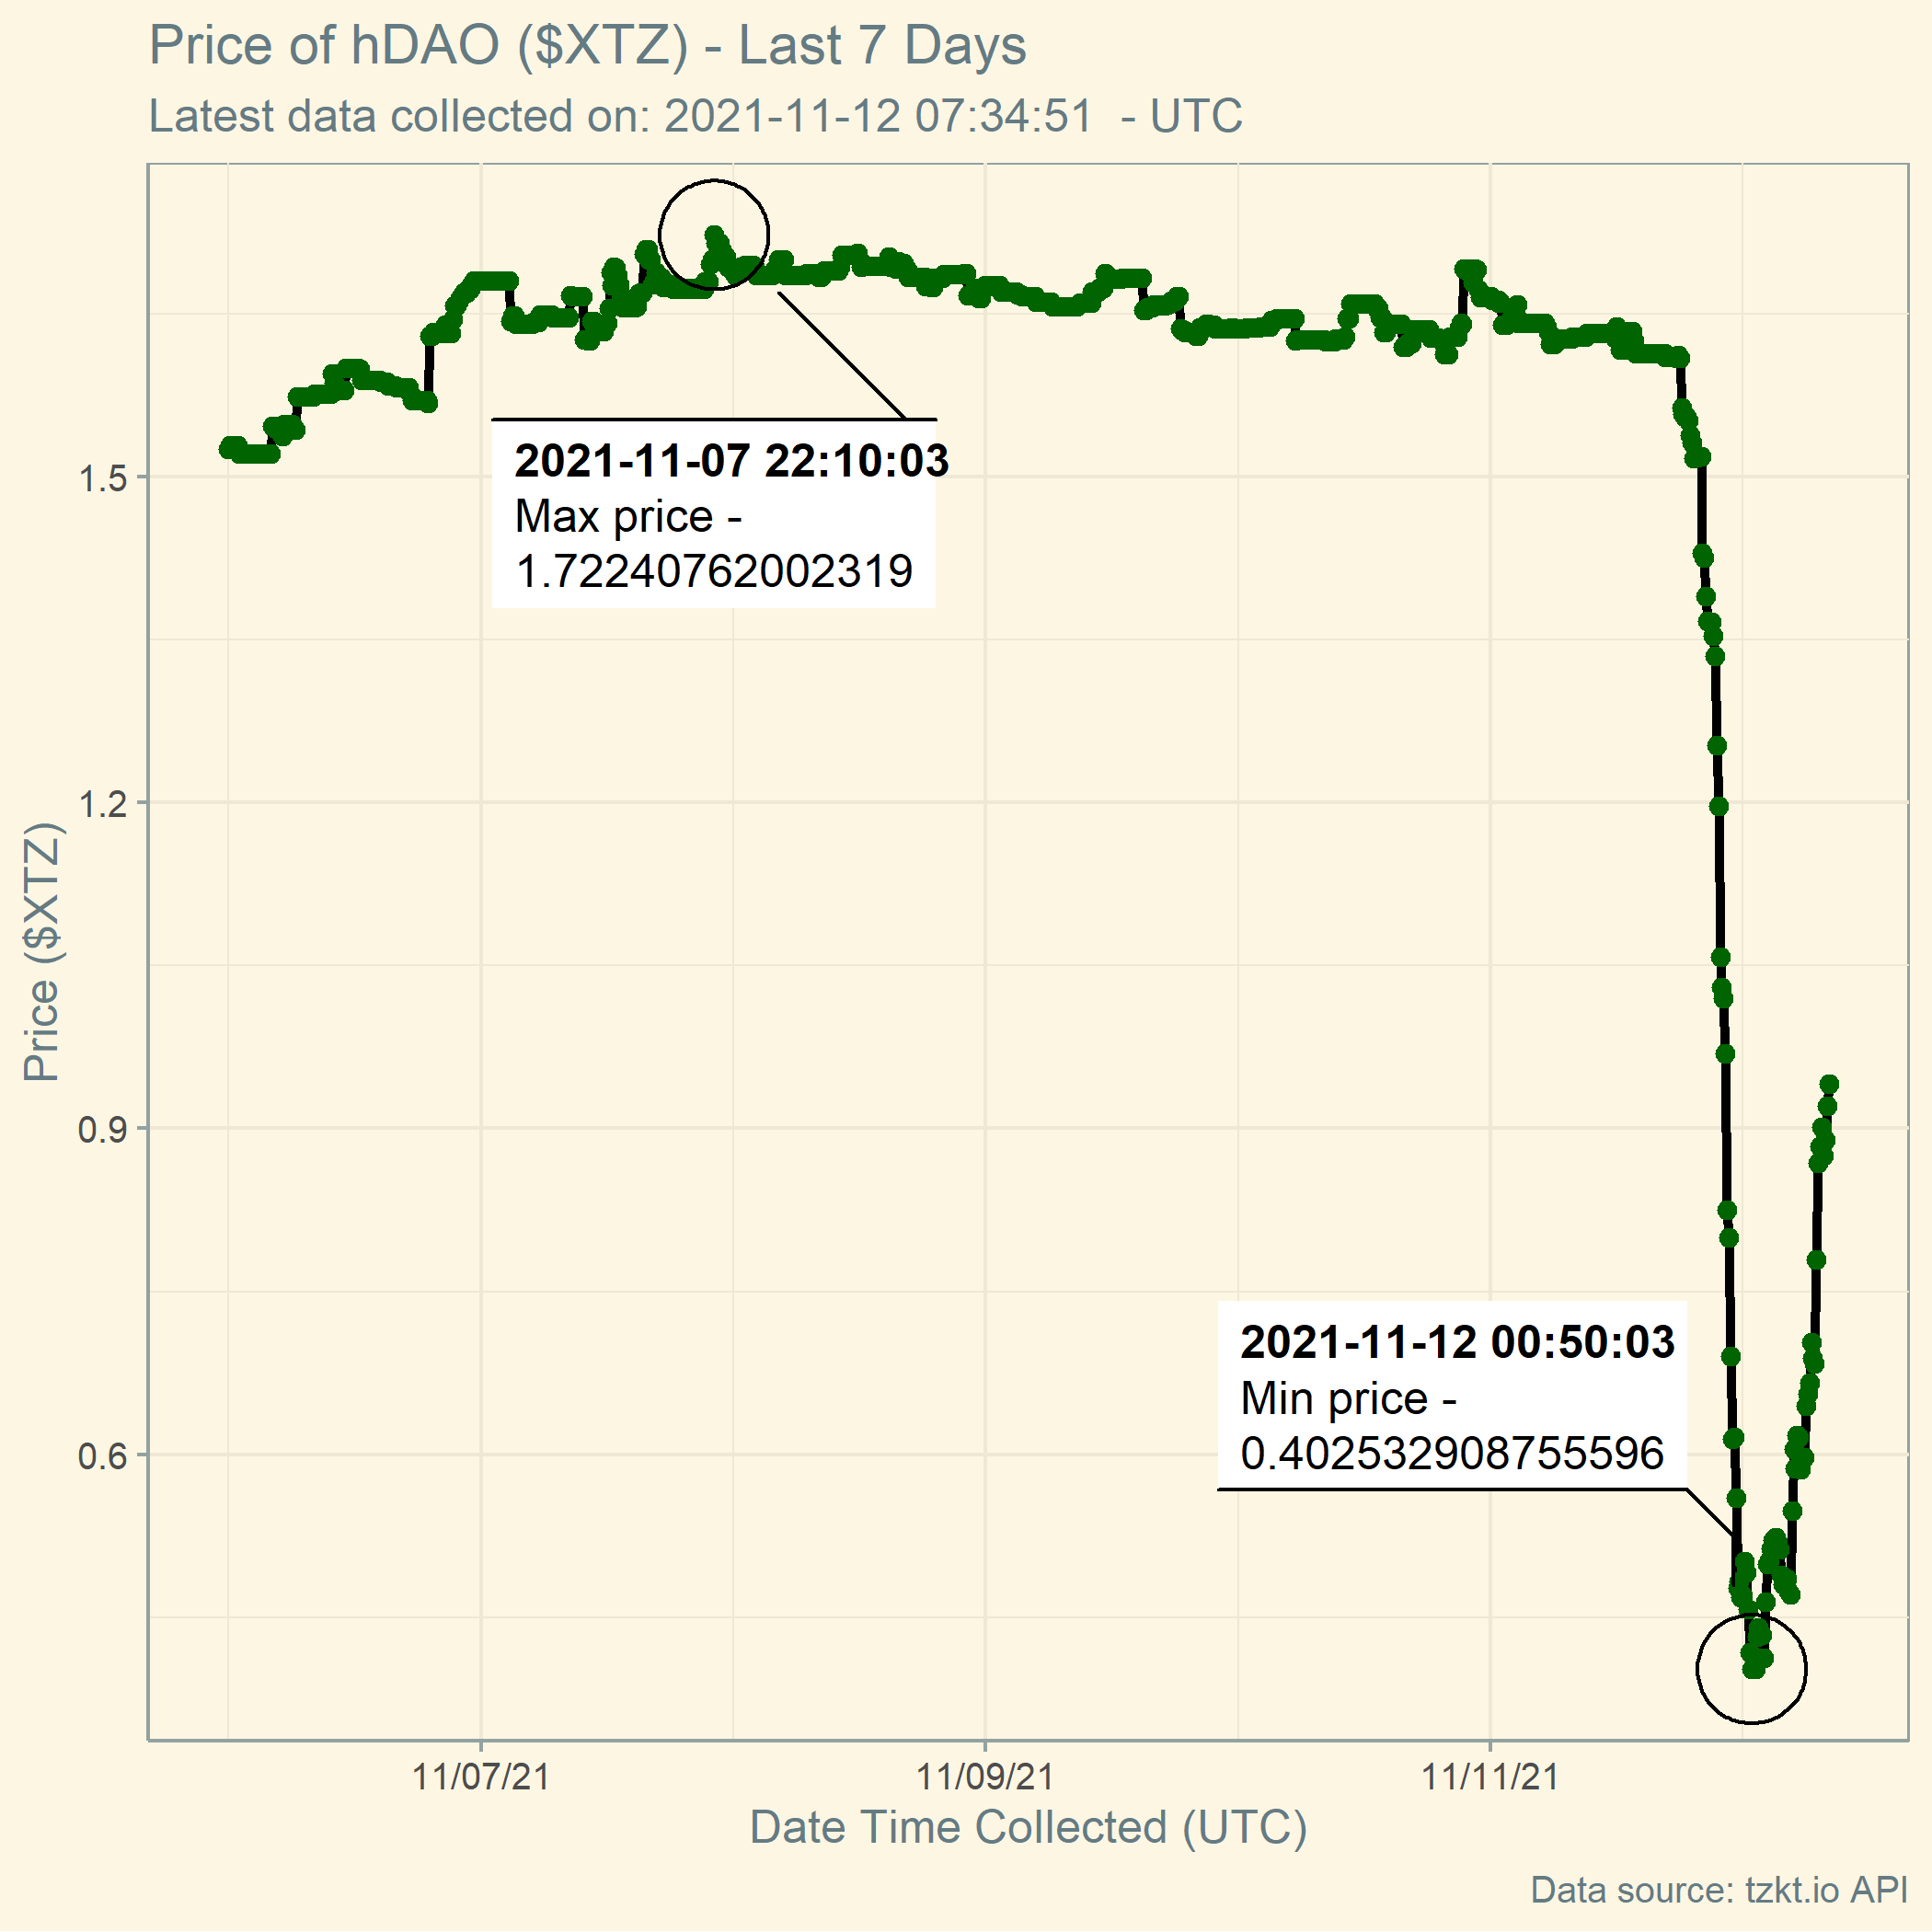 Price of hDAO ($XTZ) - Last 7 Days
Latest data collected on: 2021-11-12 07:34:51  - UTC
2021-11-07 22:10:03
Max price -
1.72240762002319
1.5
1.2
0.9
0.6
Price ($XTZ)
2021-11-12 00:50:03
Min price -
0.402532908755596
11/07/21
11/09/21
11/11/21
Date Time Collected (UTC)
Data source: tzkt.io API